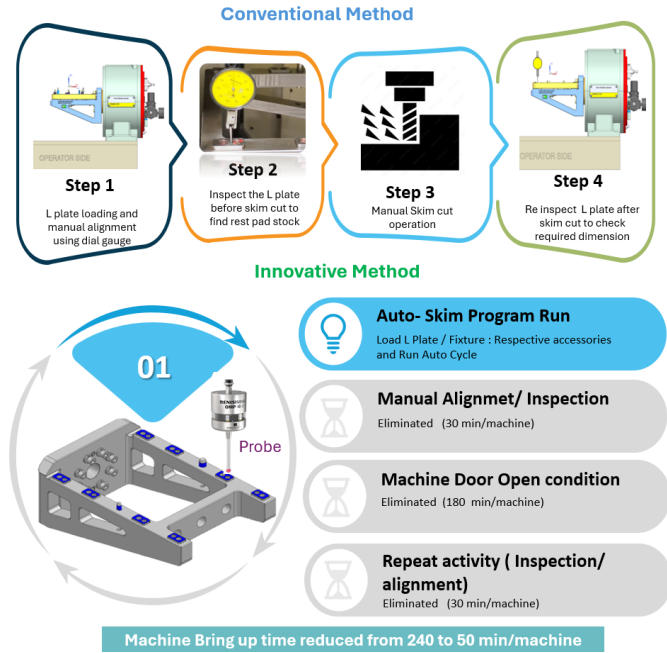 Conventional Method
OPERATOR SIDE
Step 1
L plate loading and
manual alignment
using dial gauge
Step 2
Inspect the L plate
before skim cut to
find rest pad stock
Step 3
Manual Skim cut
operation
OPERATOR SIDE
Step 4
Re inspect L plate after
skim cut to check
required dimension
Innovative Method
01
RENISHAW
Probe
Auto- Skim Program Run
Load L Plate / Fixture : Respective accessories
and Run Auto Cycle
Manual Alignmet/ Inspection
Eliminated (30 min/machine)
Machine Door Open condition
Eliminated (180 min/machine)
Repeat activity ( Inspection/
alignment)
Eliminated (30 min/machine)
Machine Bring up time reduced from 240 to 50 min/machine